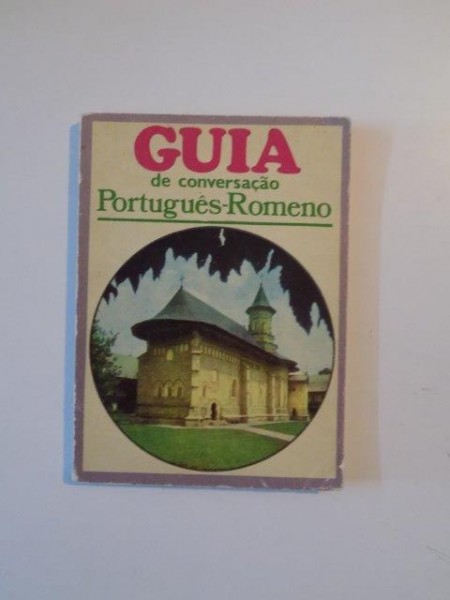 GUIA
de conversação
Português-Romeno